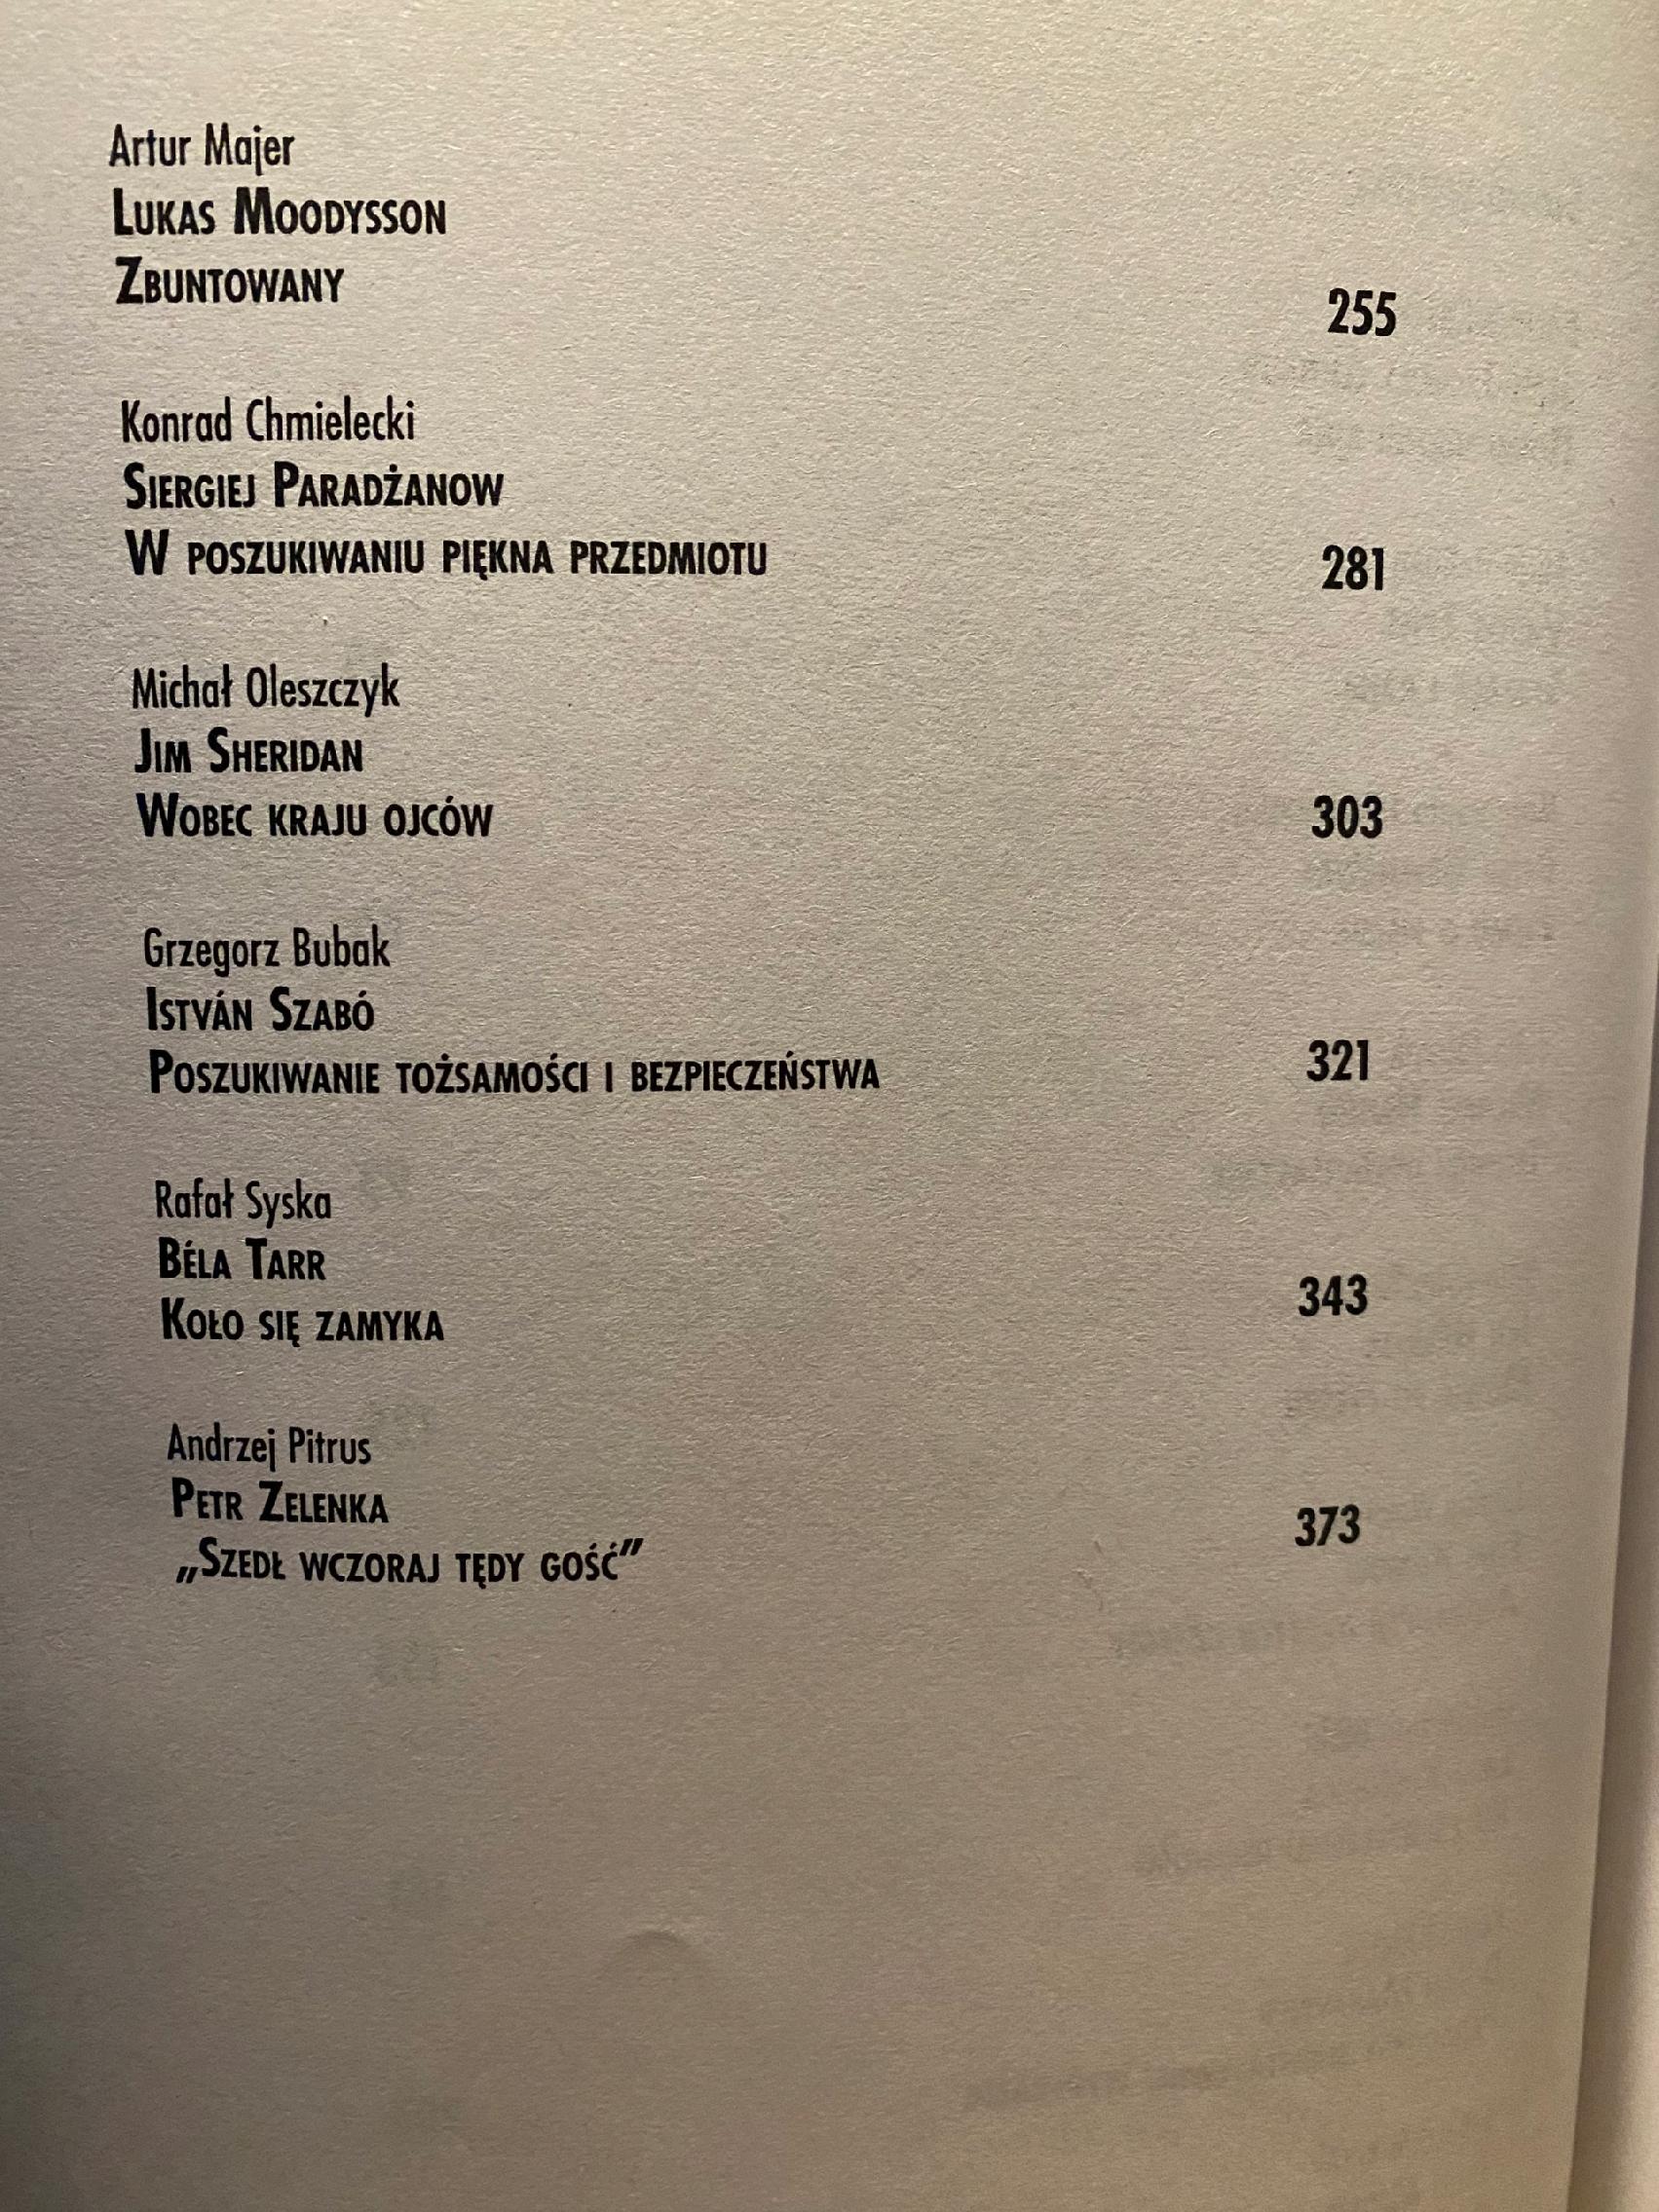 Artur Majer
LUKAS MOODYSSON
ZBUNTOWANY 255
Konrad Chmielecki
SIERGIEJ PARADŻANOW
W POSZUKIWANIU PIĘKNA PRZEDMIOTU 281
Michał Oleszczyk
JIM SHERIDAN
WOBEC KRAJU OJCÓW 303
Grzegorz Bubak
ISTVÁN SZABÓ
POSZUKIWANIE TOŻSAMOŚCI I BEZPIECZEŃSTWA 321
Rafał Syska
BÉLA TARR
KOŁO SIĘ ZAMYKA 343
Andrzej Pitrus
PETR ZELENKA
„SZEDŁ WCZORAJ TĘDY GOŚĆ” 373